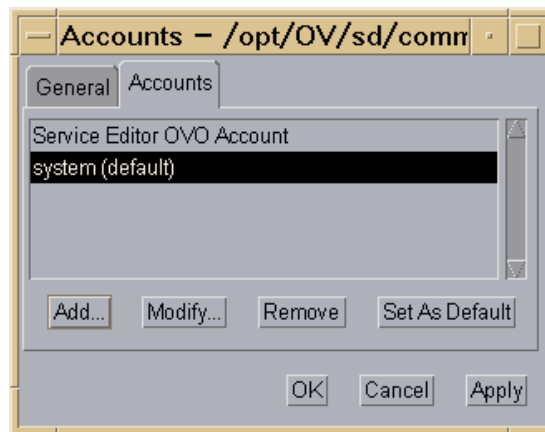 Accounts – /opt/OV/sd/comm
General Accounts
Service Editor OVO Account
system (default)
Add... Modify... Remove Set As Default
OK Cancel Apply